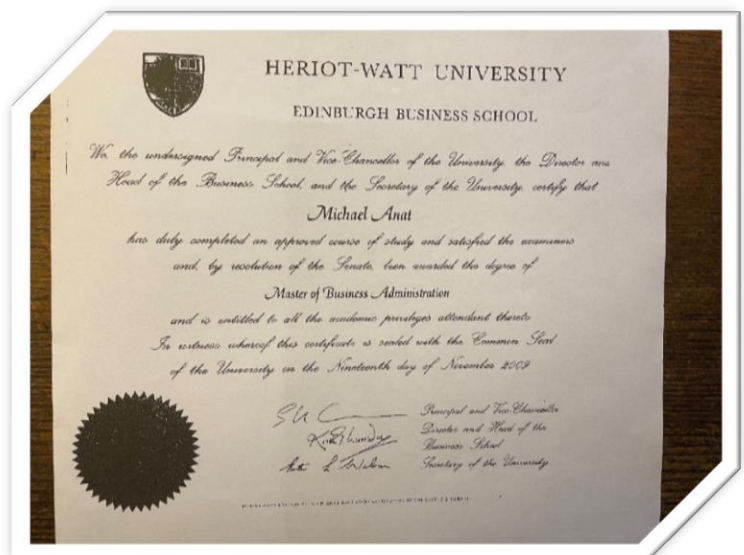 HERIOT-WATT UNIVERSITY
EDINBURGH BUSINESS SCHOOL
We, the undersigned Principal and Vice-Chancellor of the University, the Director and
Head of the Business School, and the Secretary of the University, certify that
Michael Anat
has duly completed an approved course of study and satisfied the examiners
and, by resolution of the Senate, been awarded the degree of
Master of Business Administration
and is entitled to all the academic privileges attendant thereto
In witness whereof this certificate is sealed with the Common Seal
of the University on the Nineteenth day of November 2009
Principal and Vice-Chancellor
Director and Head of the
Business School
Secretary of the University